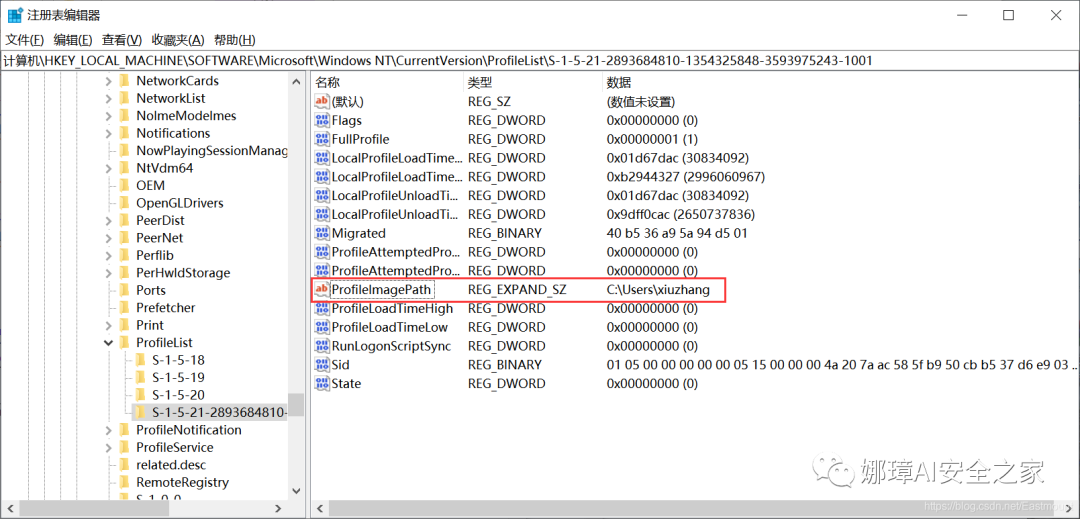 注册表编辑器
文件(F) 编辑(E) 查看(V) 收藏夹(A) 帮助(H)
计算机\HKEY_LOCAL_MACHINE\SOFTWARE\Microsoft\Windows NT\CurrentVersion\ProfileList\S-1-5-21-2893684810-1354325848-3593975243-1001
NetworkCards
NetworkList
NoImeModeImes
Notifications
NowPlayingSessionManag
NtVdm64
OEM
OpenGLDrivers
PeerDist
PeerNet
Perflib
PerHwIdStorage
Ports
Prefetcher
Print
ProfileList
S-1-5-18
S-1-5-19
S-1-5-20
S-1-5-21-2893684810-
ProfileNotification
ProfileService
related.desc
RemoteRegistry
S-1-0-0
名称 类型 数据
(默认) REG_SZ (数值未设置)
Flags REG_DWORD 0x00000000 (0)
FullProfile REG_DWORD 0x00000001 (1)
LocalProfileLoadTime... REG_DWORD 0x01d67dac (30834092)
LocalProfileLoadTime... REG_DWORD 0xb2944327 (2996060967)
LocalProfileUnloadTi... REG_DWORD 0x01d67dac (30834092)
LocalProfileUnloadTi... REG_DWORD 0x9dff0cac (2650737836)
Migrated REG_BINARY 40 b5 36 a9 5a 94 d5 01
ProfileAttemptedPro... REG_DWORD 0x00000000 (0)
ProfileAttemptedPro... REG_DWORD 0x00000000 (0)
ProfileImagePath REG_EXPAND_SZ C:\Users\xiuzhang
ProfileLoadTimeHigh REG_DWORD 0x00000000 (0)
ProfileLoadTimeLow REG_DWORD 0x00000000 (0)
RunLogonScriptSync REG_DWORD 0x00000000 (0)
Sid REG_BINARY 01 05 00 00 00 00 00 05 15 00 00 00 4a 20 7a ac 58 5f b9 50 cb b5 37 d6 e9 03 ...
State REG_DWORD 0x00000000 (0)
娜璋AI安全之家